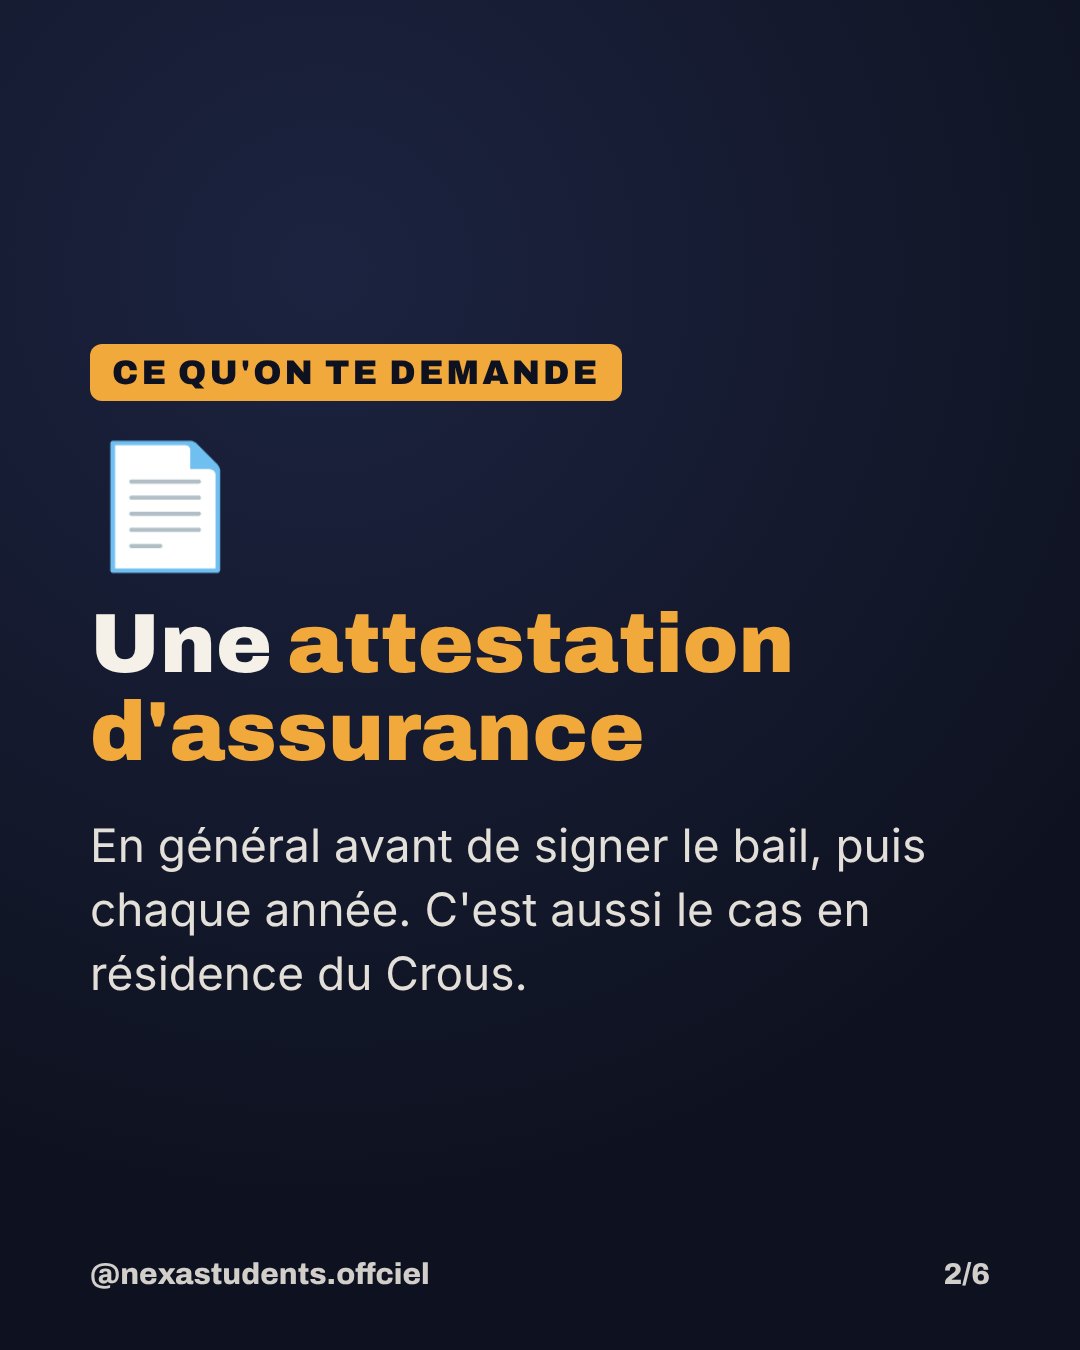 CE QU'ON TE DEMANDE
Une attestation
d'assurance
En général avant de signer le bail, puis
chaque année. C'est aussi le cas en
résidence du Crous.
@nexastudents.offciel
2/6